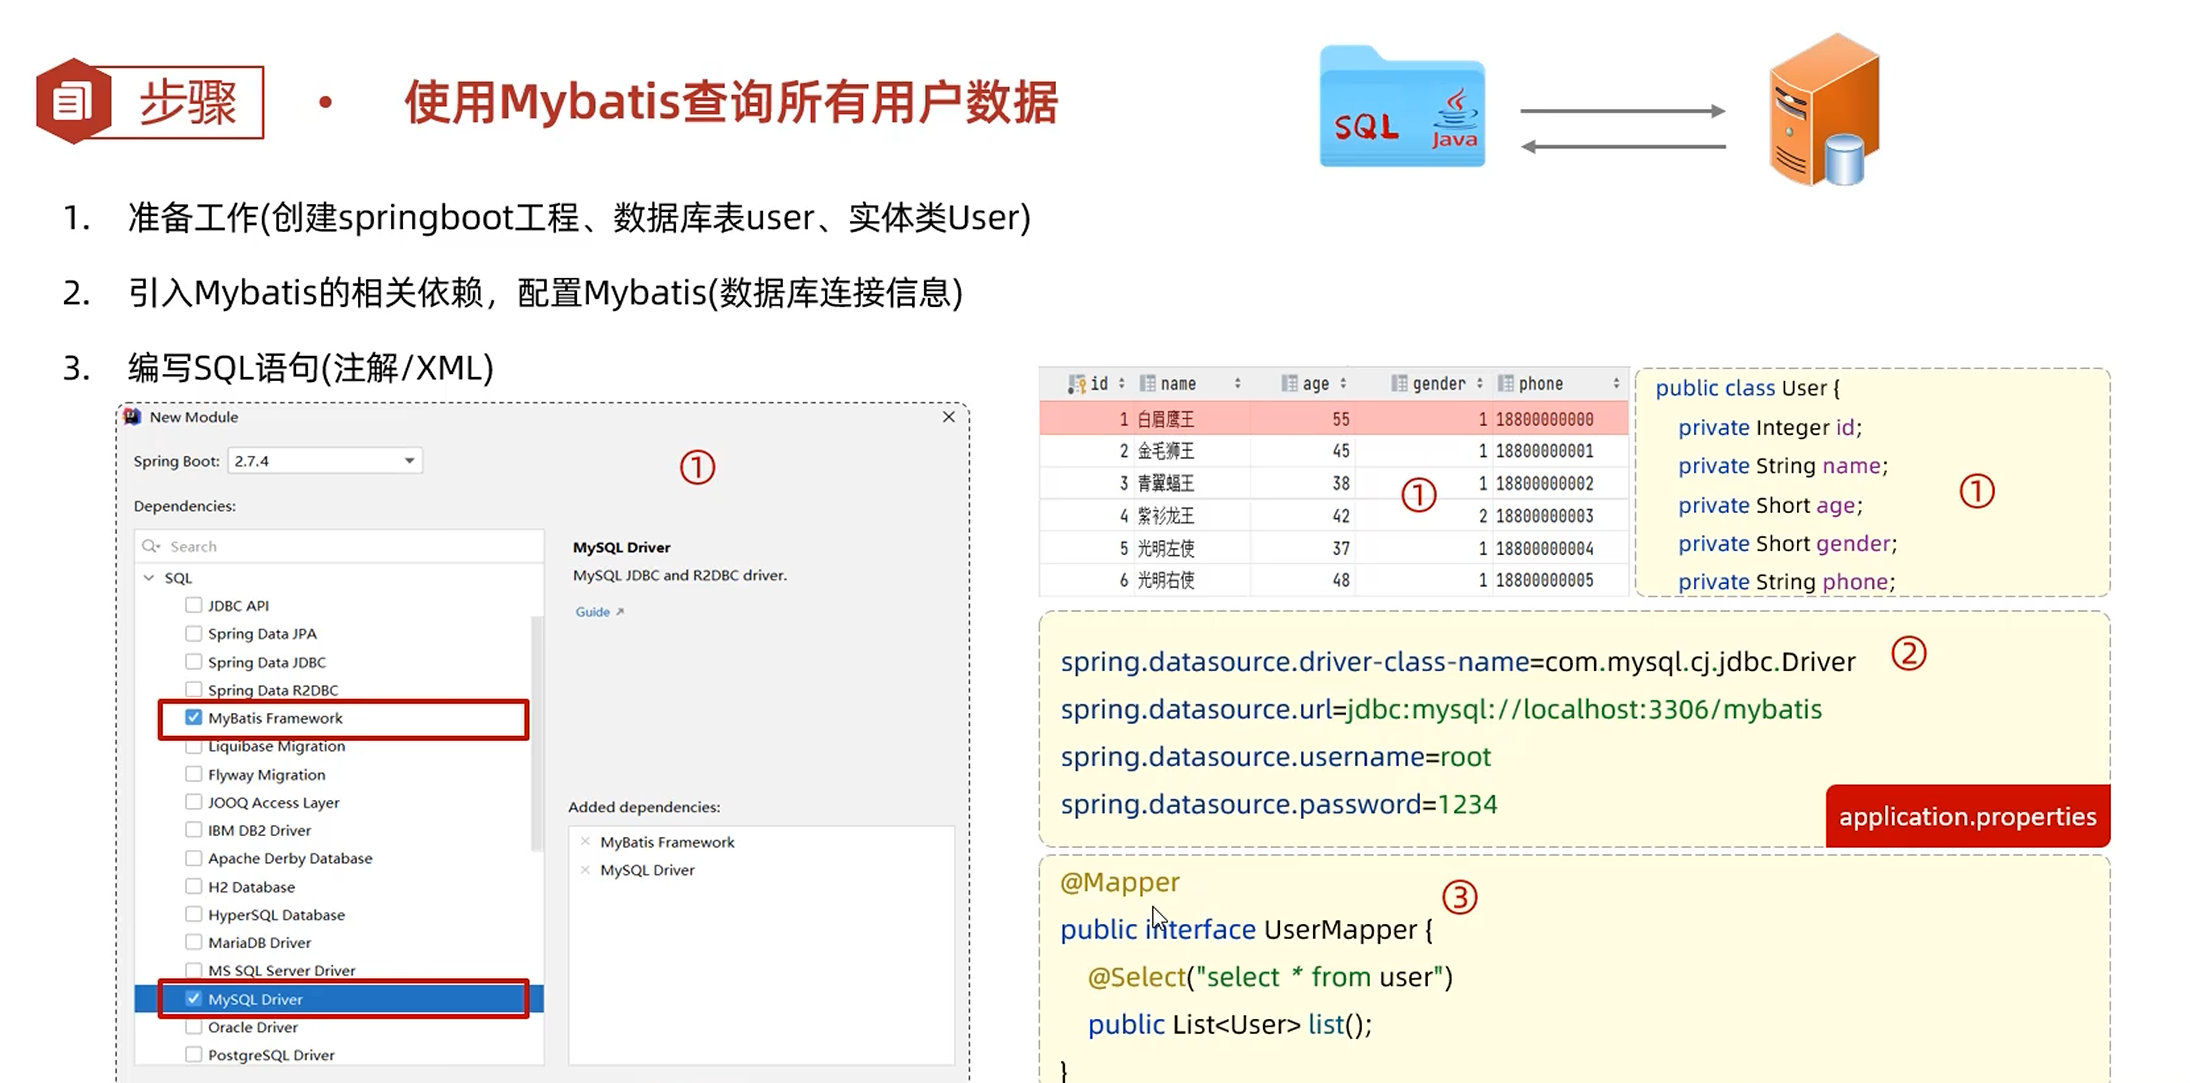 步骤
• 使用Mybatis查询所有用户数据
SQL
Java
1. 准备工作(创建springboot工程、数据库表user、实体类User)
2. 引入Mybatis的相关依赖，配置Mybatis(数据库连接信息)
3. 编写SQL语句(注解/XML)
New Module
Spring Boot: 2.7.4
①
Dependencies:
Search
SQL
JDBC API
Spring Data JPA
Spring Data JDBC
Spring Data R2DBC
MyBatis Framework
Liquibase Migration
Flyway Migration
JOOQ Access Layer
IBM DB2 Driver
Apache Derby Database
H2 Database
HyperSQL Database
MariaDB Driver
MS SQL Server Driver
MySQL Driver
Oracle Driver
PostgreSQL Driver
MySQL Driver
MySQL JDBC and R2DBC driver.
Guide ↗
Added dependencies:
× MyBatis Framework
× MySQL Driver
id name age gender phone
1 白眉鹰王 55 1 18800000000
2 金毛狮王 45 1 18800000001
3 青翼蝠王 38 1 18800000002
4 紫衫龙王 42 2 18800000003
5 光明左使 37 1 18800000004
6 光明右使 48 1 18800000005
①
public class User {
private Integer id;
private String name;
private Short age;
private Short gender;
private String phone;
①
spring.datasource.driver-class-name=com.mysql.cj.jdbc.Driver
spring.datasource.url=jdbc:mysql://localhost:3306/mybatis
spring.datasource.username=root
spring.datasource.password=1234
②
application.properties
@Mapper
public interface UserMapper {
@Select("select * from user")
public List<User> list();
}
③